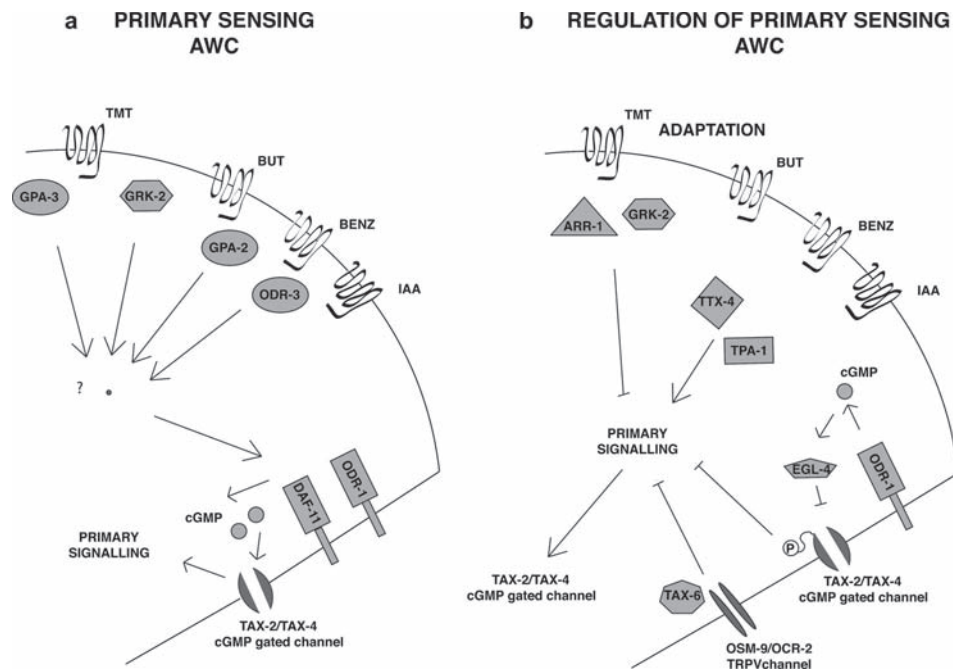 a PRIMARY SENSING
AWC
TMT
BUT
BENZ
IAA
GPA-3
GRK-2
GPA-2
ODR-3
?
DAF-11
ODR-1
cGMP
PRIMARY
SIGNALLING
TAX-2/TAX-4
cGMP gated channel
b REGULATION OF PRIMARY SENSING
AWC
TMT
ADAPTATION
BUT
BENZ
IAA
ARR-1
GRK-2
TTX-4
TPA-1
cGMP
PRIMARY
SIGNALLING
EGL-4
ODR-1
P
TAX-2/TAX-4
cGMP gated channel
TAX-6
TAX-2/TAX-4
cGMP gated channel
OSM-9/OCR-2
TRPVchannel